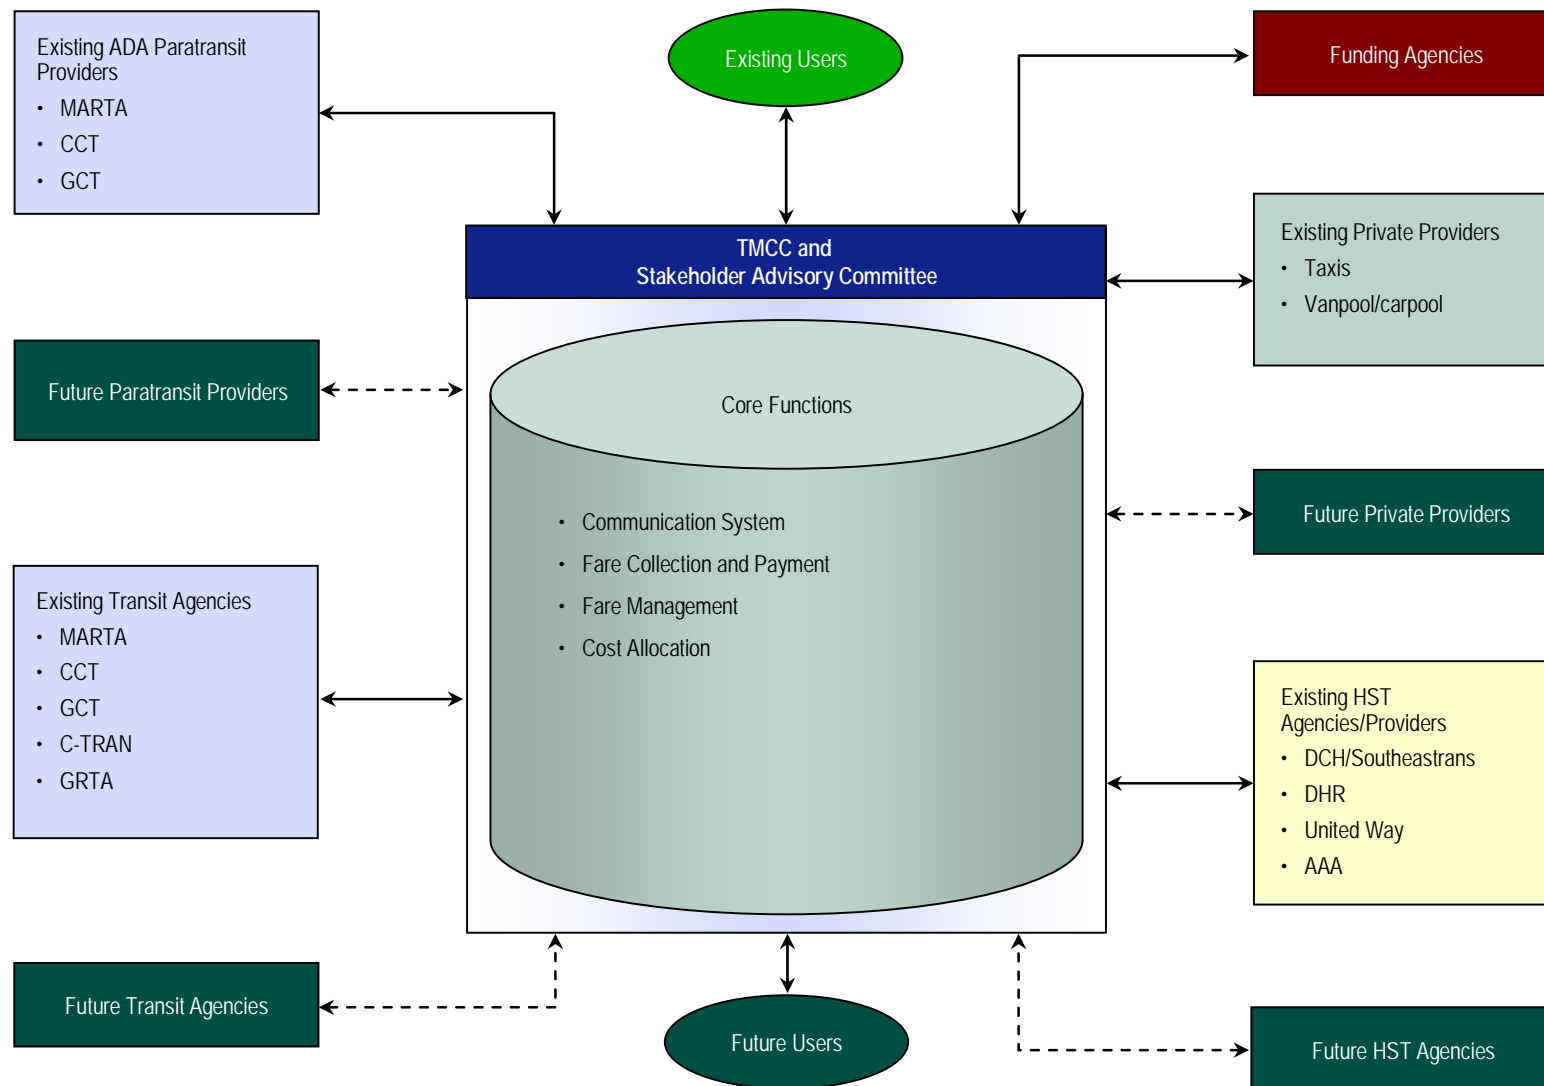 Existing ADA Paratransit
Providers
• MARTA
• CCT
• GCT
Existing Users
Funding Agencies
TMCC and
Stakeholder Advisory Committee
Existing Private Providers
• Taxis
• Vanpool/carpool
Future Paratransit Providers
Core Functions
• Communication System
• Fare Collection and Payment
• Fare Management
• Cost Allocation
Future Private Providers
Existing Transit Agencies
• MARTA
• CCT
• GCT
• C-TRAN
• GRTA
Existing HST
Agencies/Providers
• DCH/Southeastrans
• DHR
• United Way
• AAA
Future Transit Agencies
Future Users
Future HST Agencies